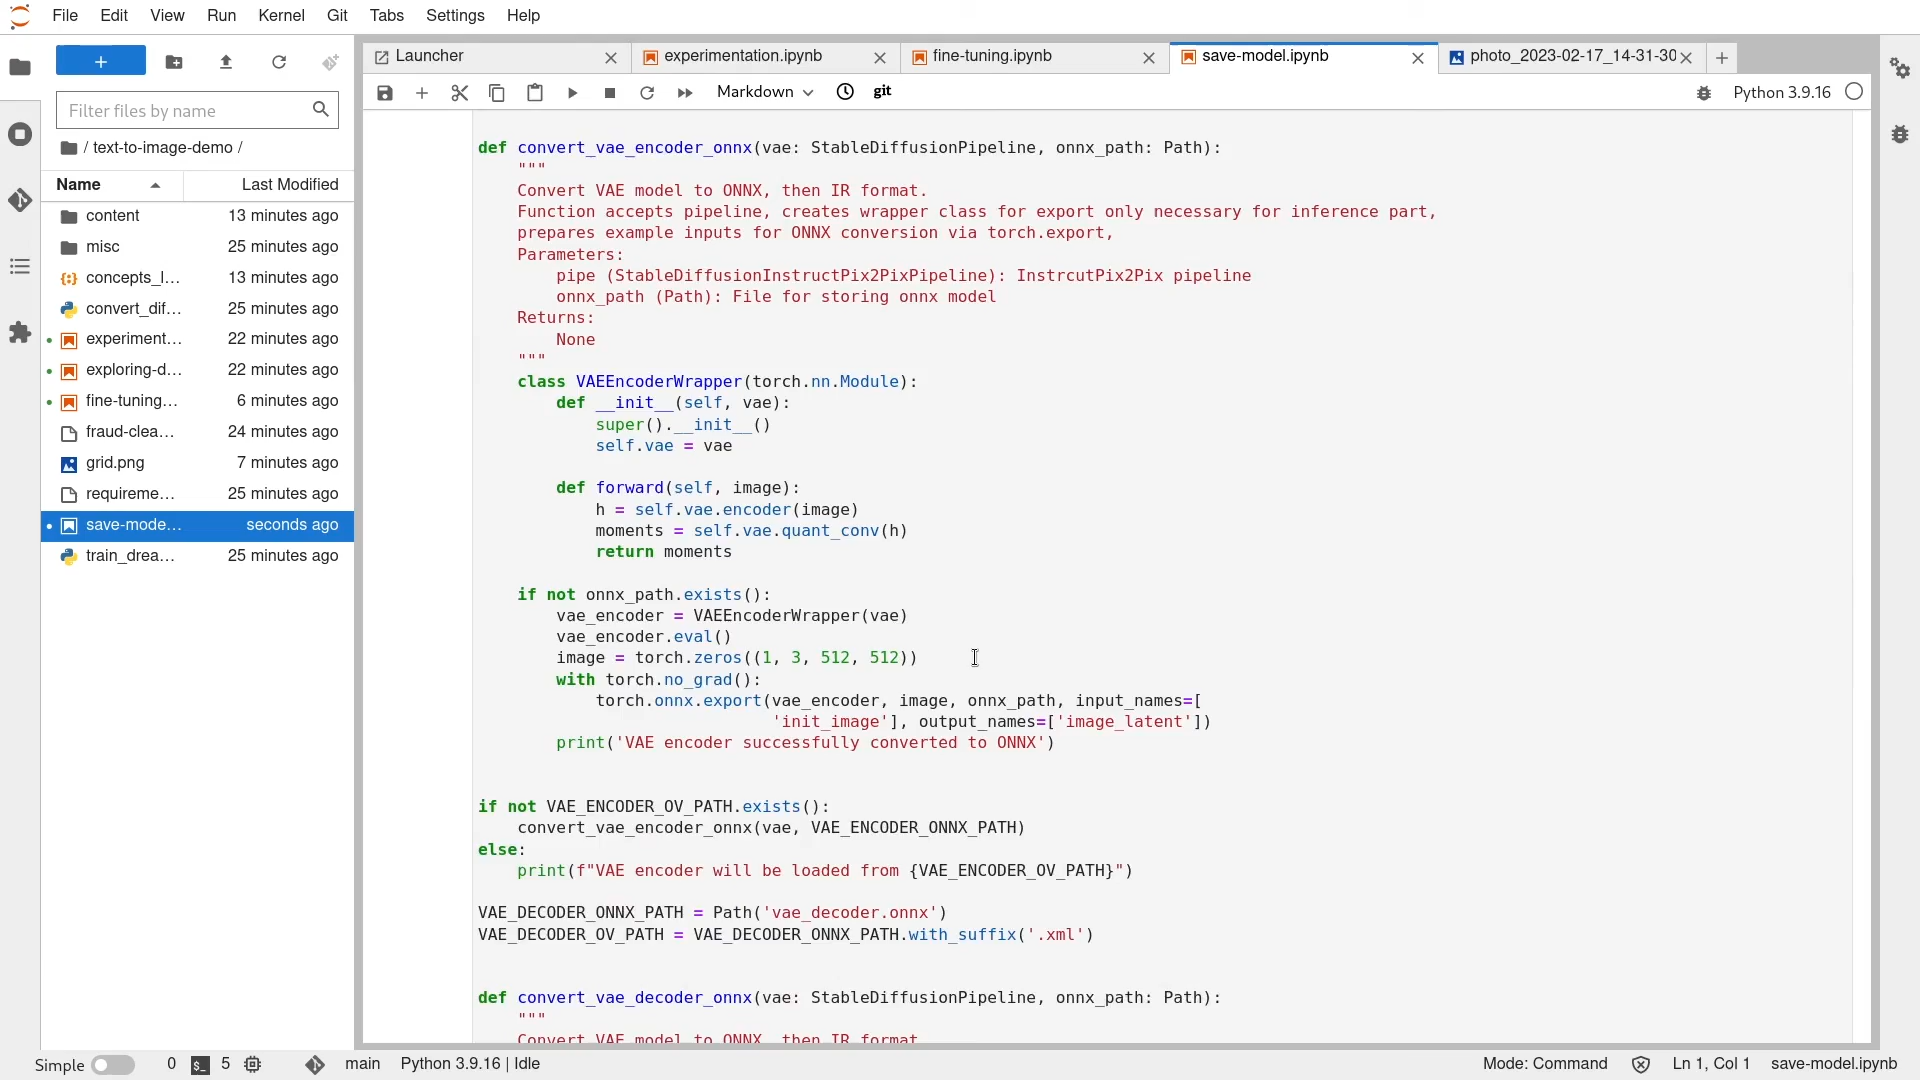 File Edit View Run Kernel Git Tabs Settings Help
Launcher experimentation.ipynb fine-tuning.ipynb save-model.ipynb photo_2023-02-17_14-31-30
Markdown git Python 3.9.16
Filter files by name
/ text-to-image-demo /
Name Last Modified
content 13 minutes ago
misc 25 minutes ago
concepts_l... 13 minutes ago
convert_dif... 25 minutes ago
experiment... 22 minutes ago
exploring-d... 22 minutes ago
fine-tuning... 6 minutes ago
fraud-clea... 24 minutes ago
grid.png 7 minutes ago
requireme... 25 minutes ago
save-mode... seconds ago
train_drea... 25 minutes ago
def convert_vae_encoder_onnx(vae: StableDiffusionPipeline, onnx_path: Path):
    """
    Convert VAE model to ONNX, then IR format.
    Function accepts pipeline, creates wrapper class for export only necessary for inference part,
    prepares example inputs for ONNX conversion via torch.export,
    Parameters:
        pipe (StableDiffusionInstructPix2PixPipeline): InstrcutPix2Pix pipeline
        onnx_path (Path): File for storing onnx model
    Returns:
        None
    """
    class VAEEncoderWrapper(torch.nn.Module):
        def __init__(self, vae):
            super().__init__()
            self.vae = vae
        def forward(self, image):
            h = self.vae.encoder(image)
            moments = self.vae.quant_conv(h)
            return moments
    if not onnx_path.exists():
        vae_encoder = VAEEncoderWrapper(vae)
        vae_encoder.eval()
        image = torch.zeros((1, 3, 512, 512))
        with torch.no_grad():
            torch.onnx.export(vae_encoder, image, onnx_path, input_names=[
                              'init_image'], output_names=['image_latent'])
        print('VAE encoder successfully converted to ONNX')
if not VAE_ENCODER_OV_PATH.exists():
    convert_vae_encoder_onnx(vae, VAE_ENCODER_ONNX_PATH)
else:
    print(f"VAE encoder will be loaded from {VAE_ENCODER_OV_PATH}")
VAE_DECODER_ONNX_PATH = Path('vae_decoder.onnx')
VAE_DECODER_OV_PATH = VAE_DECODER_ONNX_PATH.with_suffix('.xml')
def convert_vae_decoder_onnx(vae: StableDiffusionPipeline, onnx_path: Path):
    """
    Convert VAE model to ONNX, then IR format.
Simple 0 5 main Python 3.9.16 | Idle Mode: Command Ln 1, Col 1 save-model.ipynb